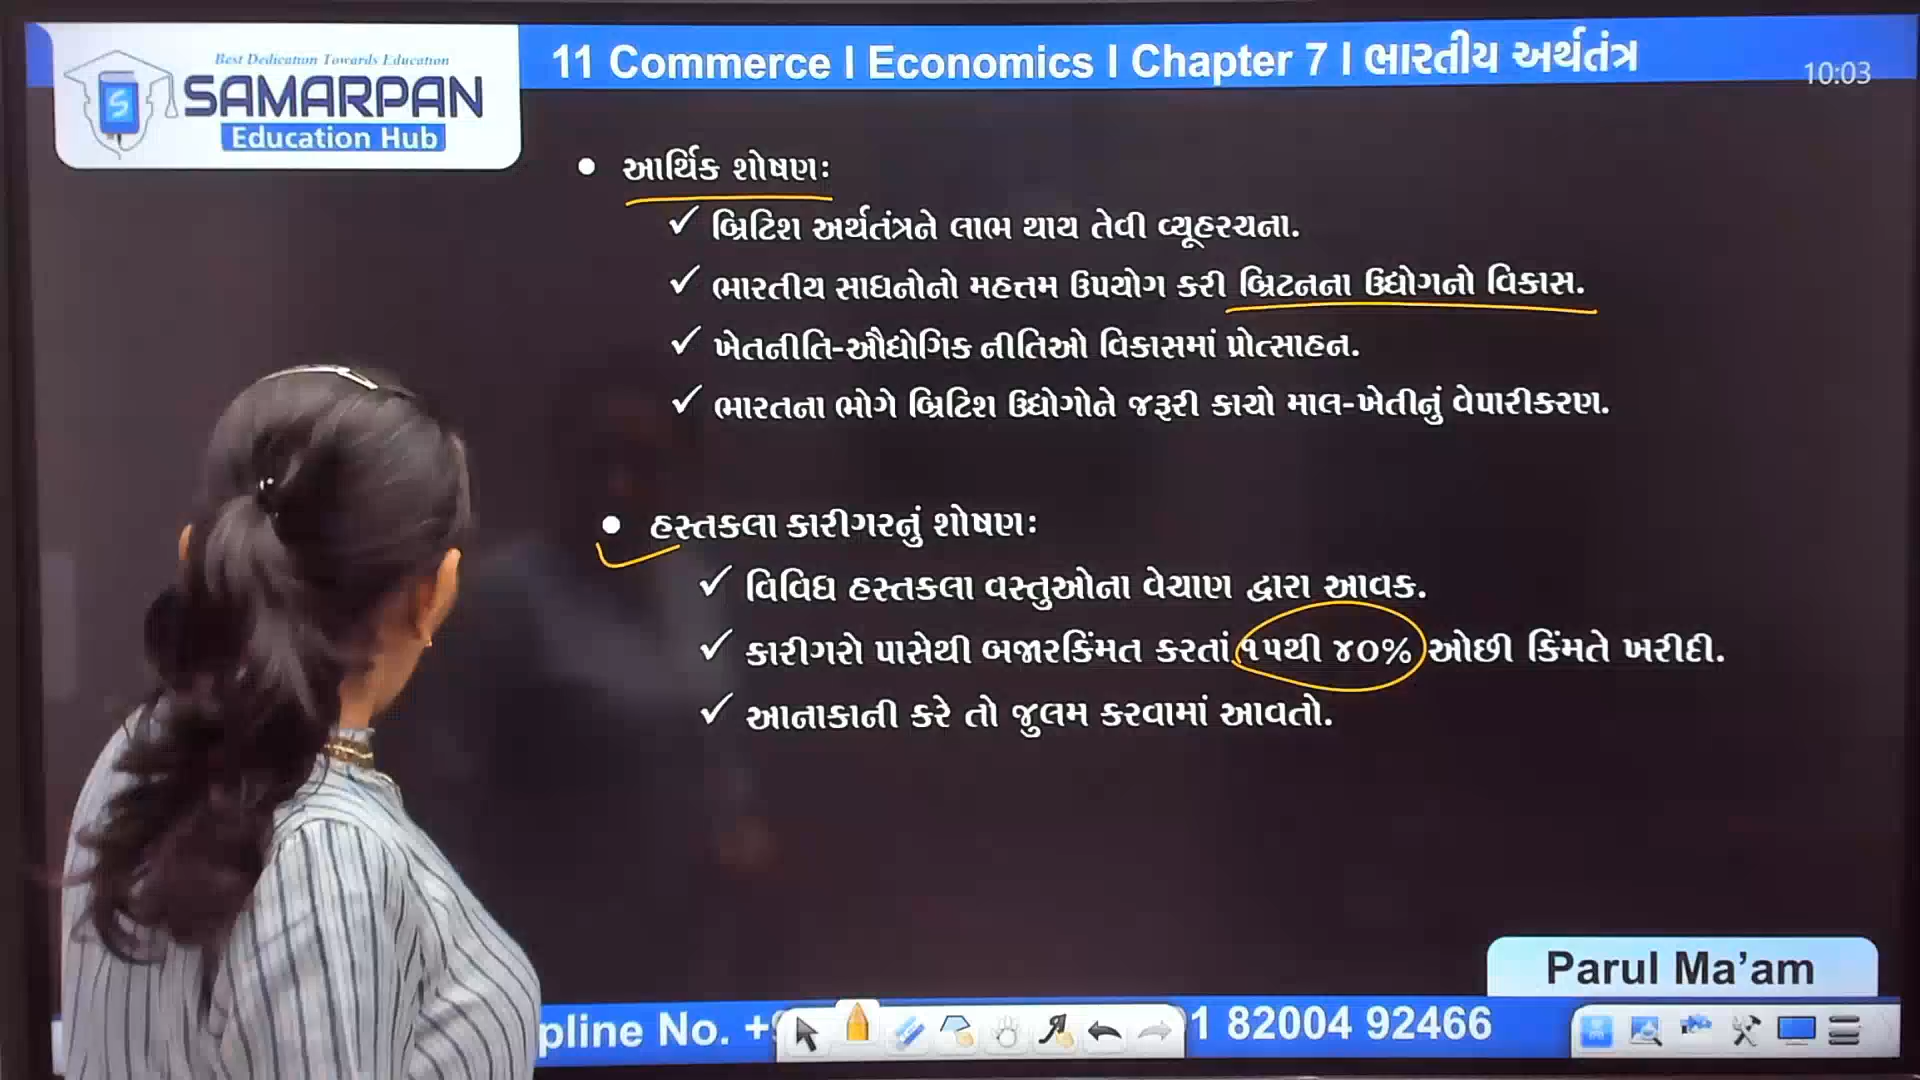 Best Dedication Towards Education
SAMARPAN
Education Hub
11 Commerce I Economics I Chapter 7 I ભારતીય અર્થતંત્ર
10:03
• આર્થિક શોષણઃ
✓ બ્રિટિશ અર્થતંત્રને લાભ થાય તેવી વ્યૂહરચના.
✓ ભારતીય સાધનોનો મહત્તમ ઉપયોગ કરી બ્રિટનના ઉદ્યોગનો વિકાસ.
✓ ખેતનીતિ-ઔદ્યોગિક નીતિઓ વિકાસમાં પ્રોત્સાહન.
✓ ભારતના ભોગે બ્રિટિશ ઉદ્યોગોને જરૂરી કાચો માલ-ખેતીનું વેપારીકરણ.
• હસ્તકલા કારીગરનું શોષણઃ
✓ વિવિધ હસ્તકલા વસ્તુઓના વેચાણ દ્વારા આવક.
✓ કારીગરો પાસેથી બજારકિંમત કરતાં ૧૫થી ૪૦% ઓછી કિંમતે ખરીદી.
✓ આનાકાની કરે તો જુલમ કરવામાં આવતો.
Parul Ma’am
pline No. +9 1 82004 92466